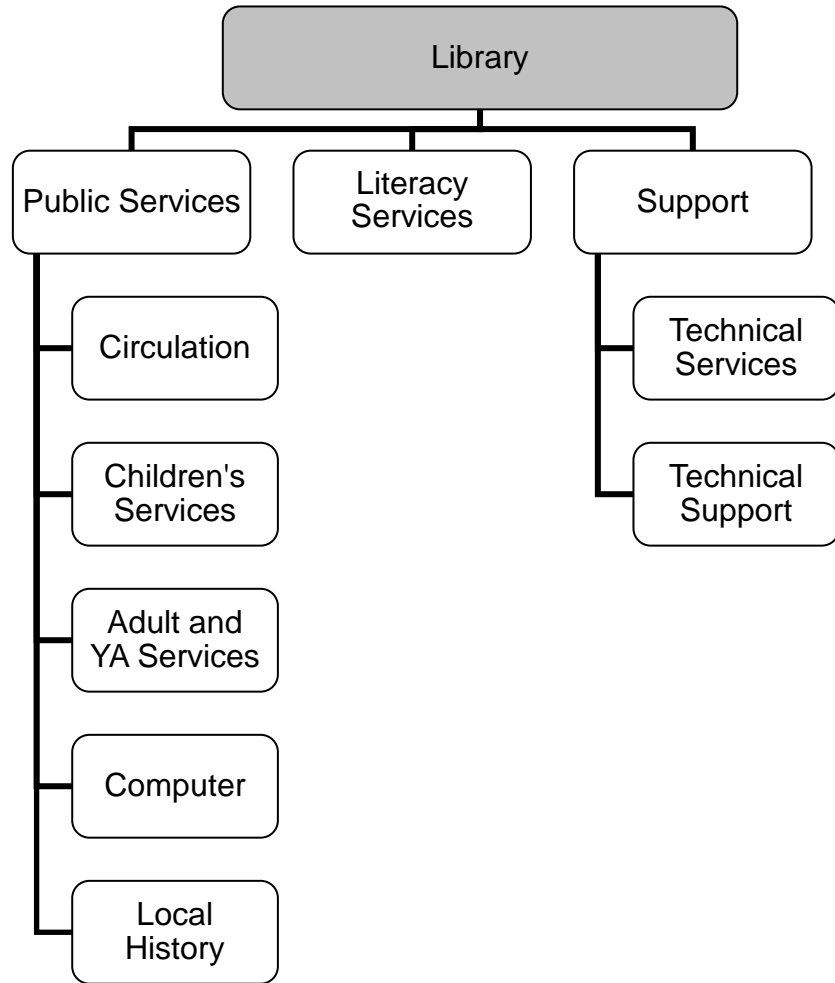 Library
Public Services
Literacy
Services
Support
Circulation
Children's
Services
Adult and
YA Services
Computer
Local
History
Technical
Services
Technical
Support